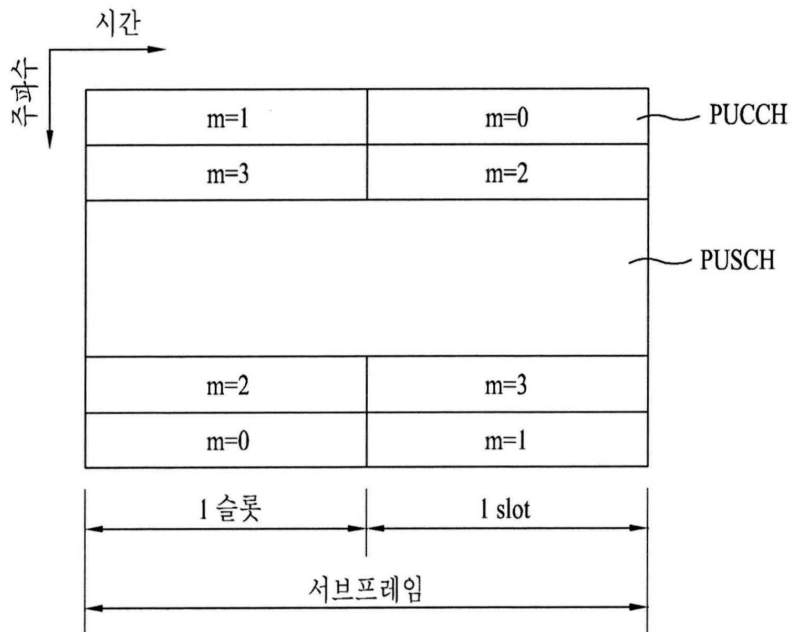 시간
주파수
m=1 m=0 PUCCH
m=3 m=2
PUSCH
m=2 m=3
m=0 m=1
1 슬롯 1 slot
서브프레임